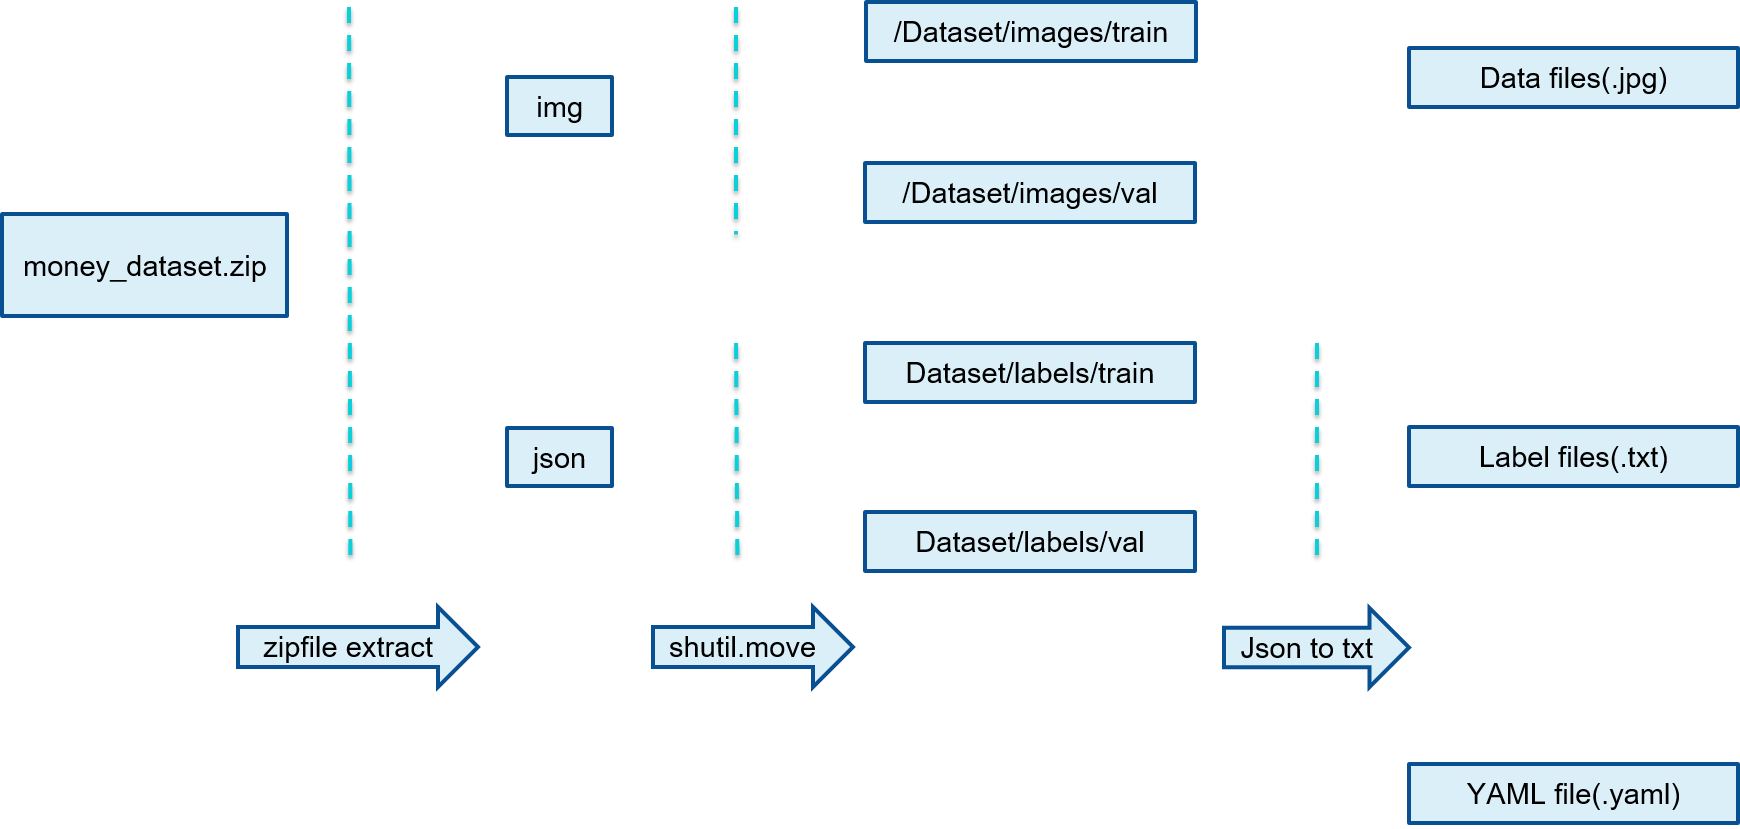 money_dataset.zip
img
json
/Dataset/images/train
/Dataset/images/val
Dataset/labels/train
Dataset/labels/val
Data files(.jpg)
Label files(.txt)
YAML file(.yaml)
zipfile extract
shutil.move
Json to txt